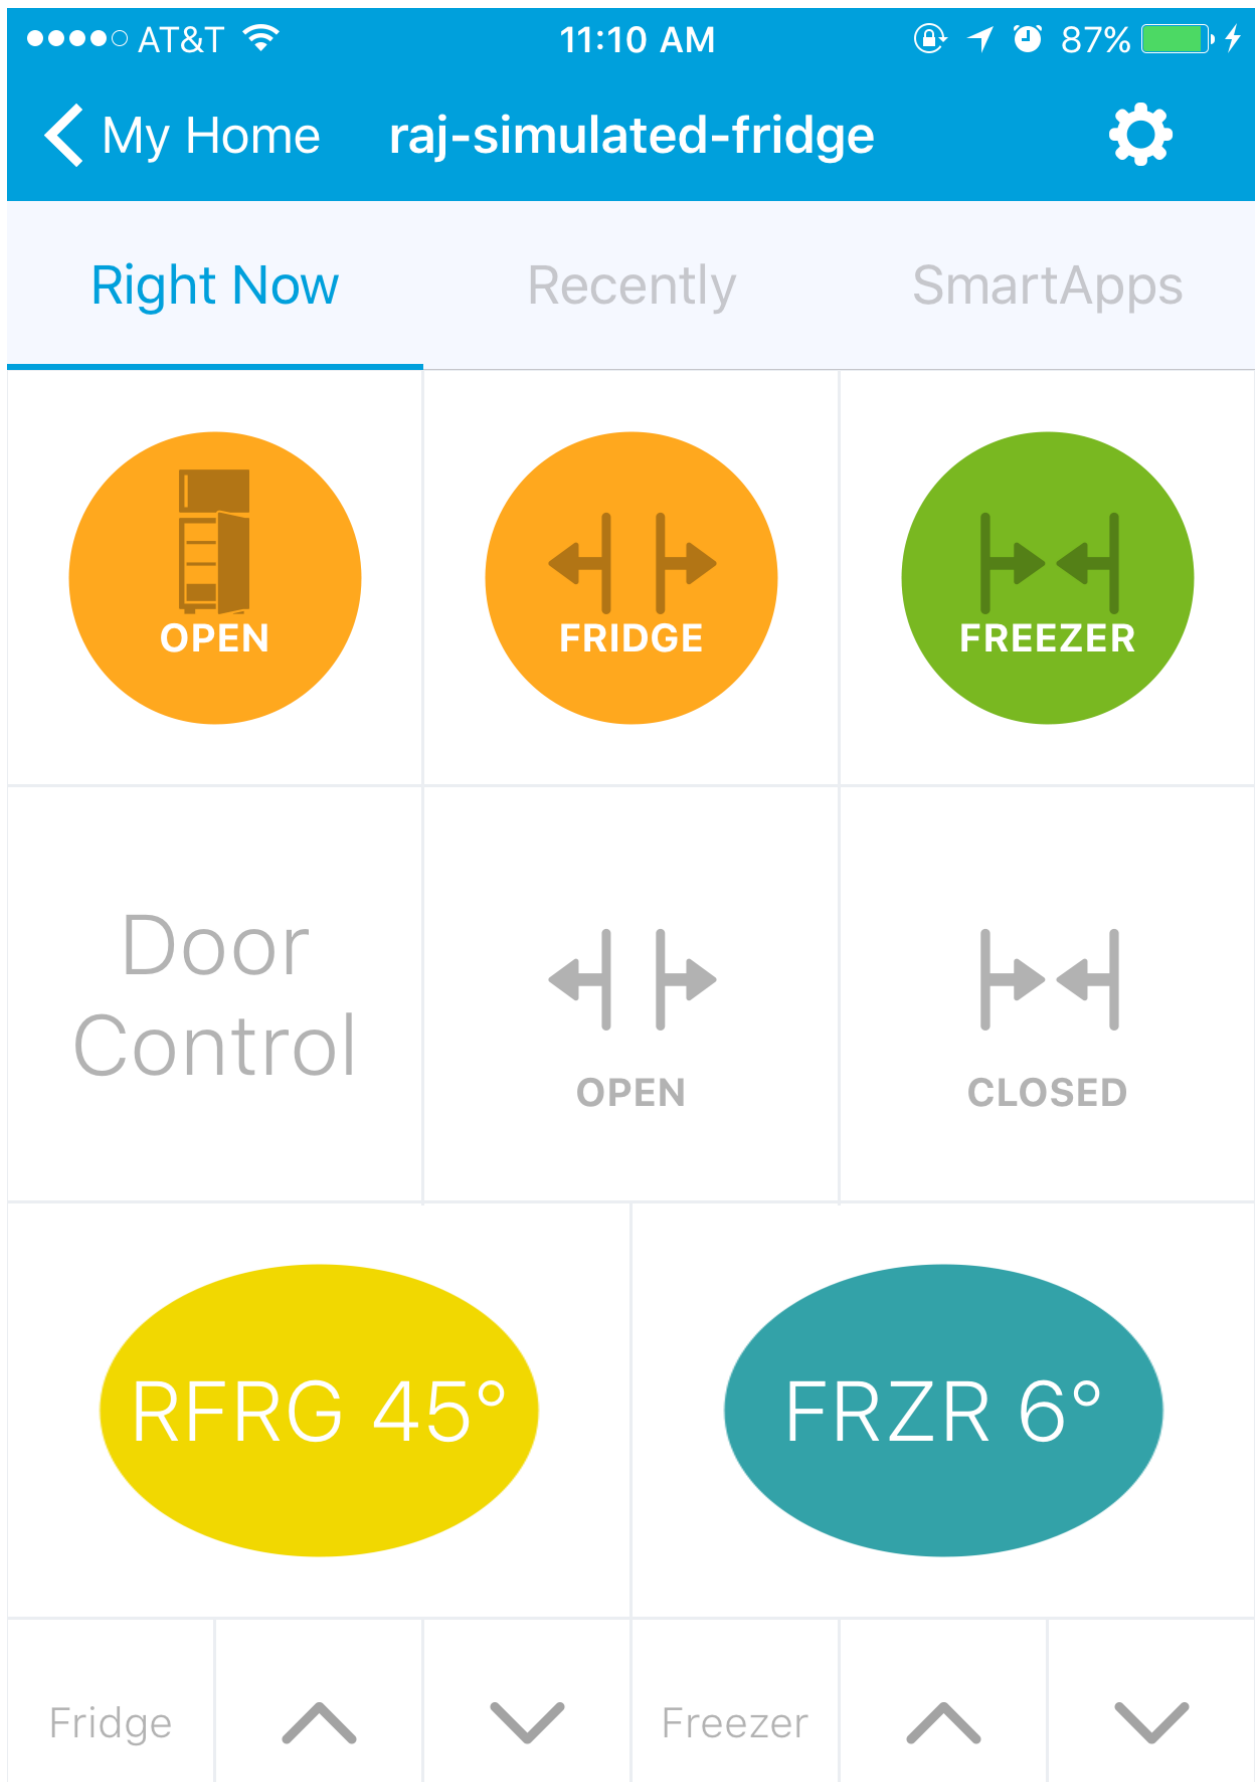 AT&T 11:10 AM 87%
My Home raj-simulated-fridge
Right Now Recently SmartApps
OPEN FRIDGE FREEZER
Door
Control
OPEN CLOSED
RFRG 45° FRZR 6°
Fridge Freezer